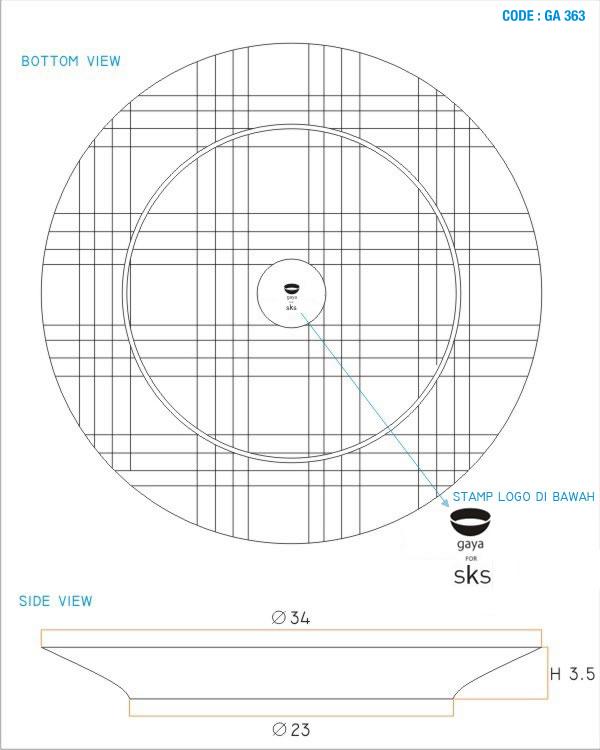 CODE : GA 363
BOTTOM VIEW
gaya
sks
STAMP LOGO DI BAWAH
gaya
FOR
sks
SIDE VIEW
∅ 34
H 3.5
∅ 23